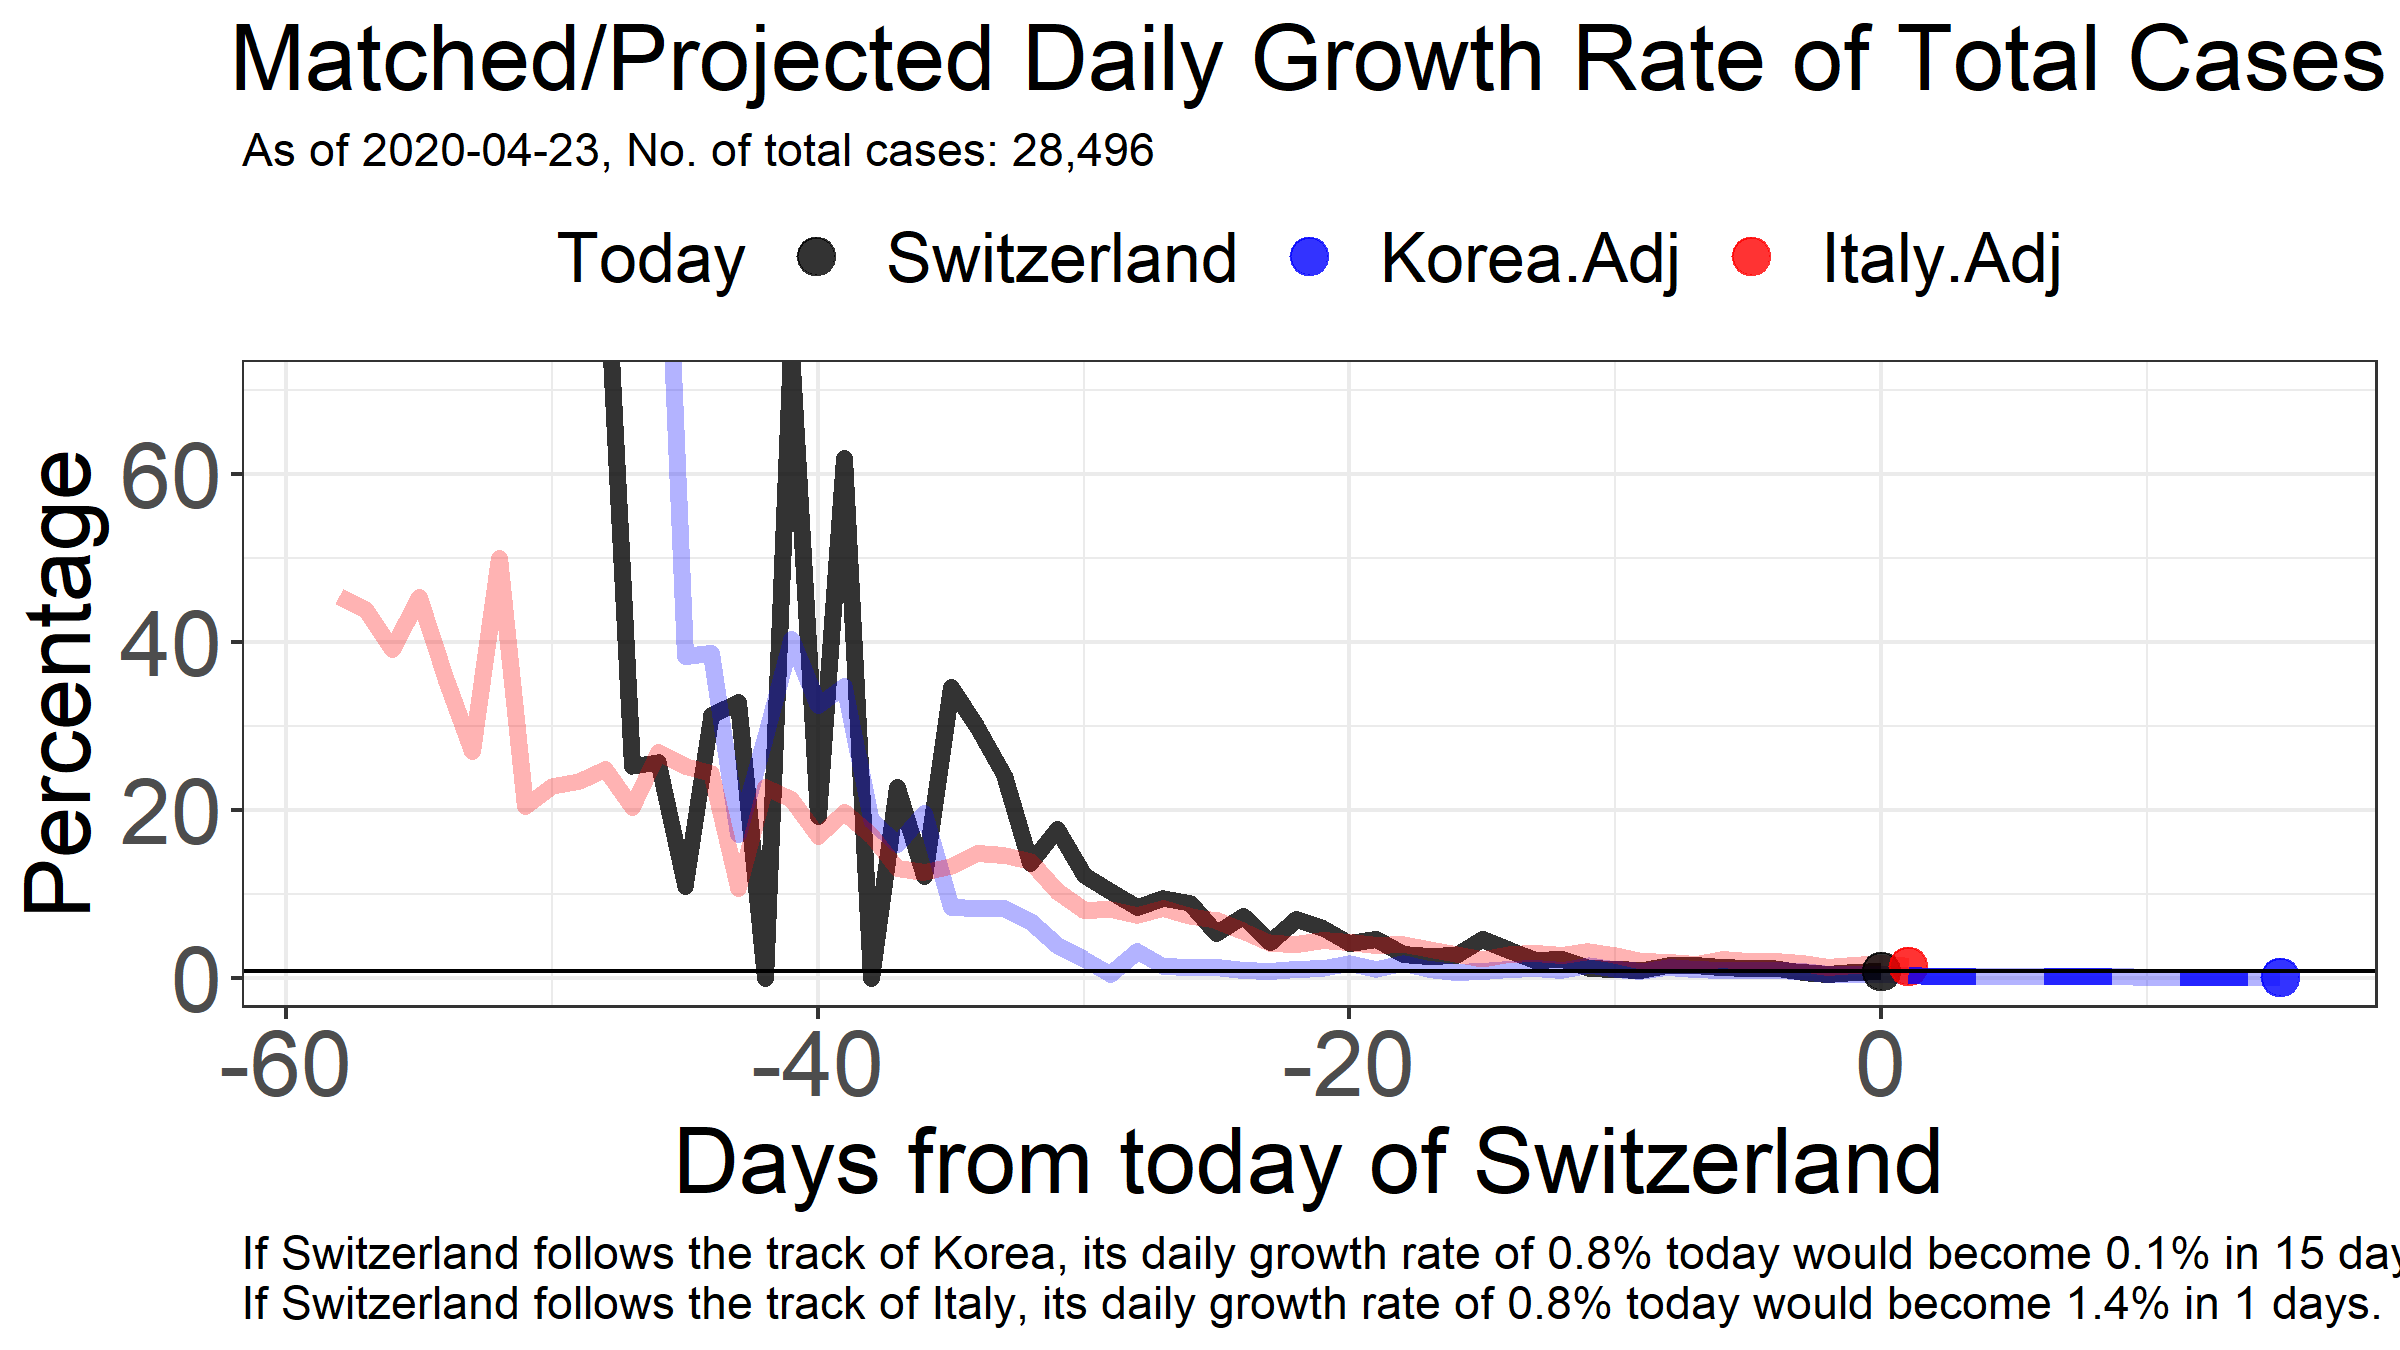 Matched/Projected Daily Growth Rate of Total Cases
As of 2020-04-23, No. of total cases: 28,496
Today Switzerland Korea.Adj Italy.Adj
Percentage
60
40
20
0
-60 -40 -20 0
Days from today of Switzerland
If Switzerland follows the track of Korea, its daily growth rate of 0.8% today would become 0.1% in 15 day
If Switzerland follows the track of Italy, its daily growth rate of 0.8% today would become 1.4% in 1 days.